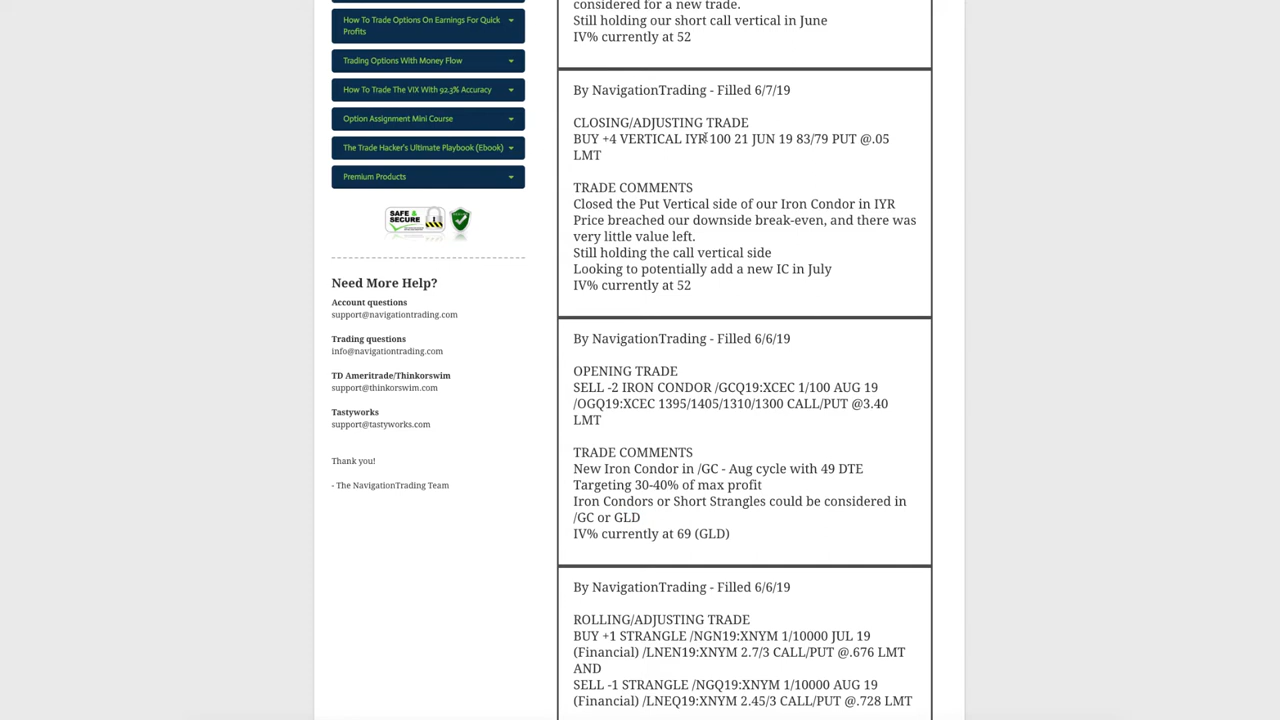 How To Trade Options On Earnings For Quick
Profits
Trading Options With Money Flow
How To Trade The VIX With 92.3% Accuracy
Option Assignment Mini Course
The Trade Hacker's Ultimate Playbook (Ebook)
Premium Products
SAFE &
SECURE
Need More Help?
Account questions
support@navigationtrading.com
Trading questions
info@navigationtrading.com
TD Ameritrade/Thinkorswim
support@thinkorswim.com
Tastyworks
support@tastyworks.com
Thank you!
- The NavigationTrading Team
considered for a new trade.
Still holding our short call vertical in June
IV% currently at 52
By NavigationTrading - Filled 6/7/19
CLOSING/ADJUSTING TRADE
BUY +4 VERTICAL IYR 100 21 JUN 19 83/79 PUT @.05
LMT
TRADE COMMENTS
Closed the Put Vertical side of our Iron Condor in IYR
Price breached our downside break-even, and there was
very little value left.
Still holding the call vertical side
Looking to potentially add a new IC in July
IV% currently at 52
By NavigationTrading - Filled 6/6/19
OPENING TRADE
SELL -2 IRON CONDOR /GCQ19:XCEC 1/100 AUG 19
/OGQ19:XCEC 1395/1405/1310/1300 CALL/PUT @3.40
LMT
TRADE COMMENTS
New Iron Condor in /GC - Aug cycle with 49 DTE
Targeting 30-40% of max profit
Iron Condors or Short Strangles could be considered in
/GC or GLD
IV% currently at 69 (GLD)
By NavigationTrading - Filled 6/6/19
ROLLING/ADJUSTING TRADE
BUY +1 STRANGLE /NGN19:XNYM 1/10000 JUL 19
(Financial) /LNEN19:XNYM 2.7/3 CALL/PUT @.676 LMT
AND
SELL -1 STRANGLE /NGQ19:XNYM 1/10000 AUG 19
(Financial) /LNEQ19:XNYM 2.45/3 CALL/PUT @.728 LMT